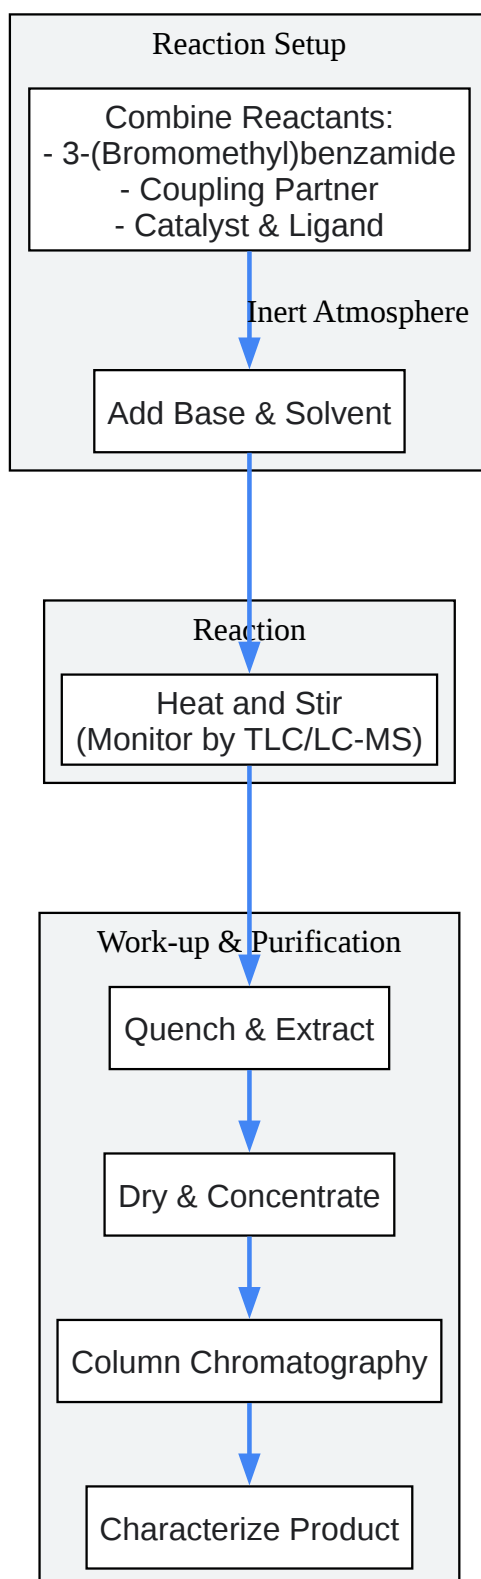 Reaction Setup
Combine Reactants:
- 3-(Bromomethyl)benzamide
- Coupling Partner
- Catalyst & Ligand
Inert Atmosphere
Add Base & Solvent
Reaction
Heat and Stir
(Monitor by TLC/LC-MS)
Work-up & Purification
Quench & Extract
Dry & Concentrate
Column Chromatography
Characterize Product